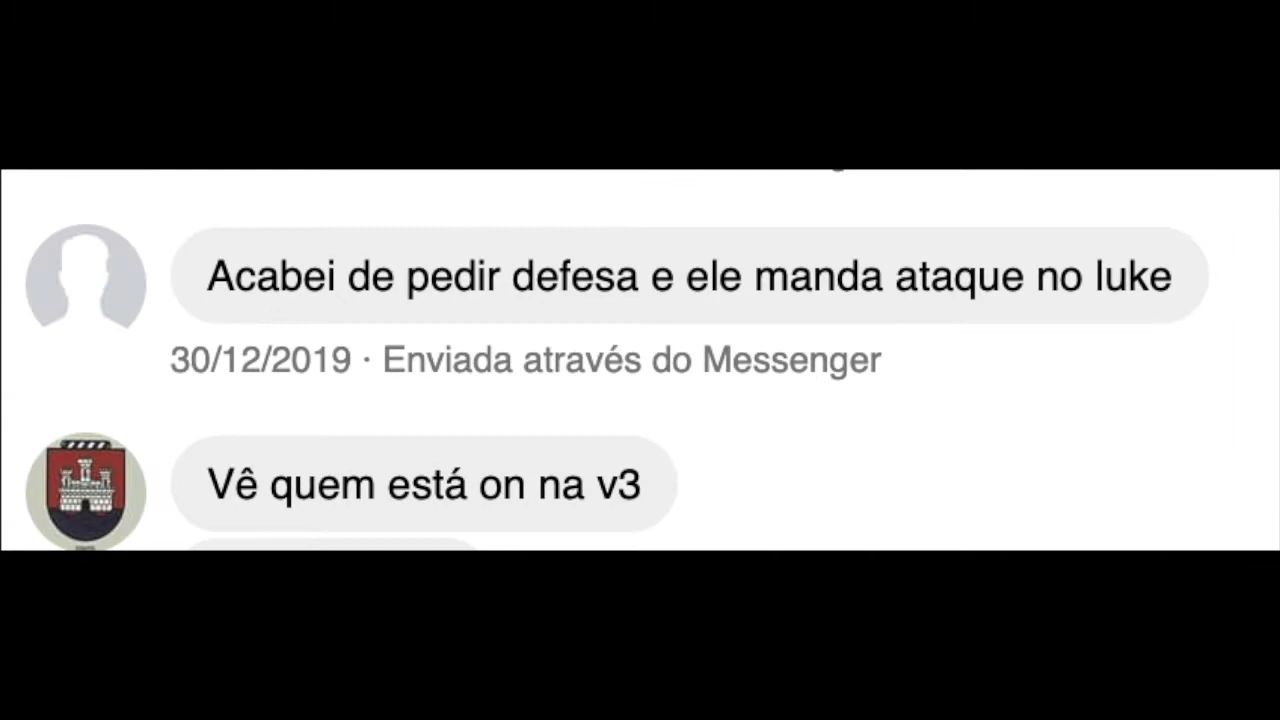 Acabei de pedir defesa e ele manda ataque no luke
30/12/2019 · Enviada através do Messenger
Vê quem está on na v3